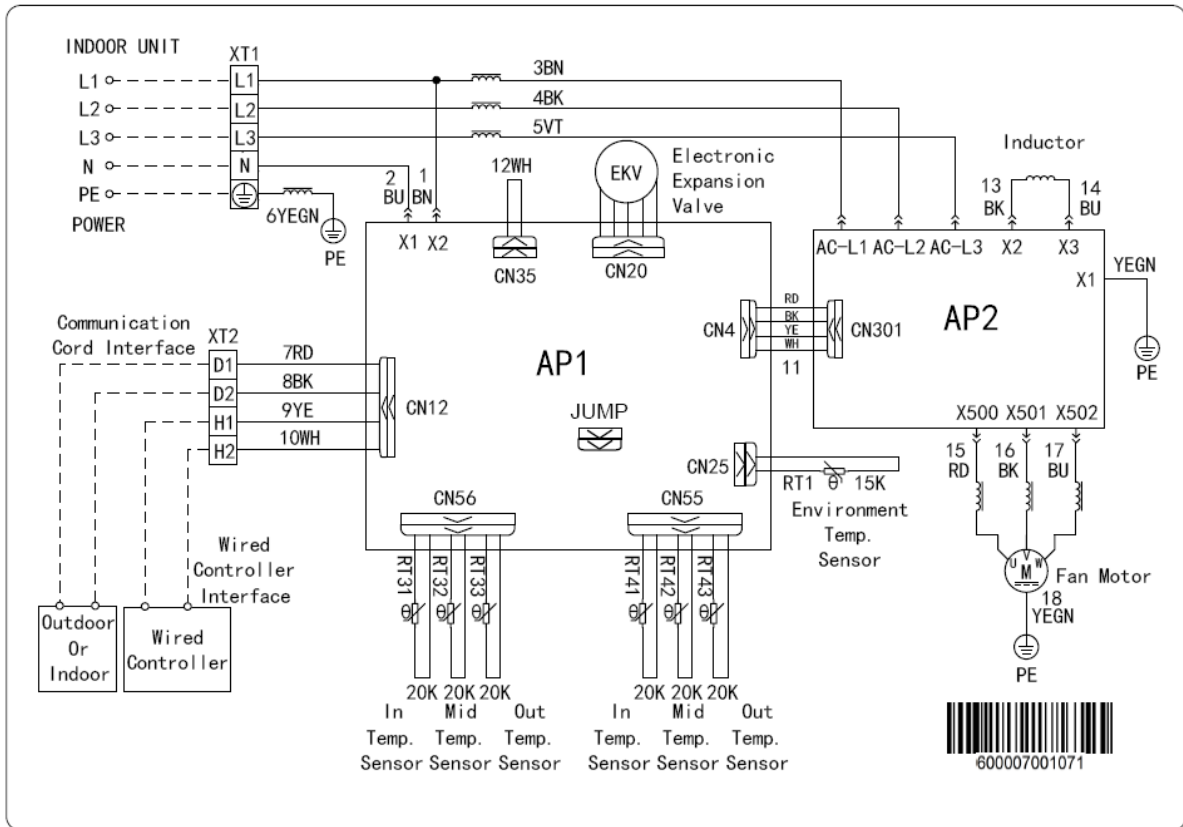 INDOOR UNIT
XT1
L1
L1
3BN
L2
L2
4BK
L3
L3
5VT
N
N
PE
POWER
6YEGN
PE
2
BU
1
BN
12WH
EKV
Electronic
Expansion
Valve
Inductor
13
BK
14
BU
X1
X2
CN35
CN20
AC-L1
AC-L2
AC-L3
X2
X3
X1
YEGN
PE
Communication
Cord Interface
XT2
D1
7RD
D2
8BK
H1
9YE
H2
10WH
CN12
AP1
JUMP
CN4
RD
BK
YE
WH
11
CN301
AP2
X500
X501
X502
15
RD
16
BK
17
BU
CN25
RT1
θ
15K
Environment
Temp.
Sensor
CN56
CN55
RT31
RT32
RT33
RT41
RT42
RT43
θ
θ
θ
θ
θ
θ
U
V
W
M
Fan Motor
18
YEGN
PE
Wired
Controller
Interface
Outdoor
Or
Indoor
Wired
Controller
20K
20K
20K
In
Mid
Out
Temp.
Temp.
Temp.
Sensor
Sensor
Sensor
20K
20K
20K
In
Mid
Out
Temp.
Temp.
Temp.
Sensor
Sensor
Sensor
600007001071